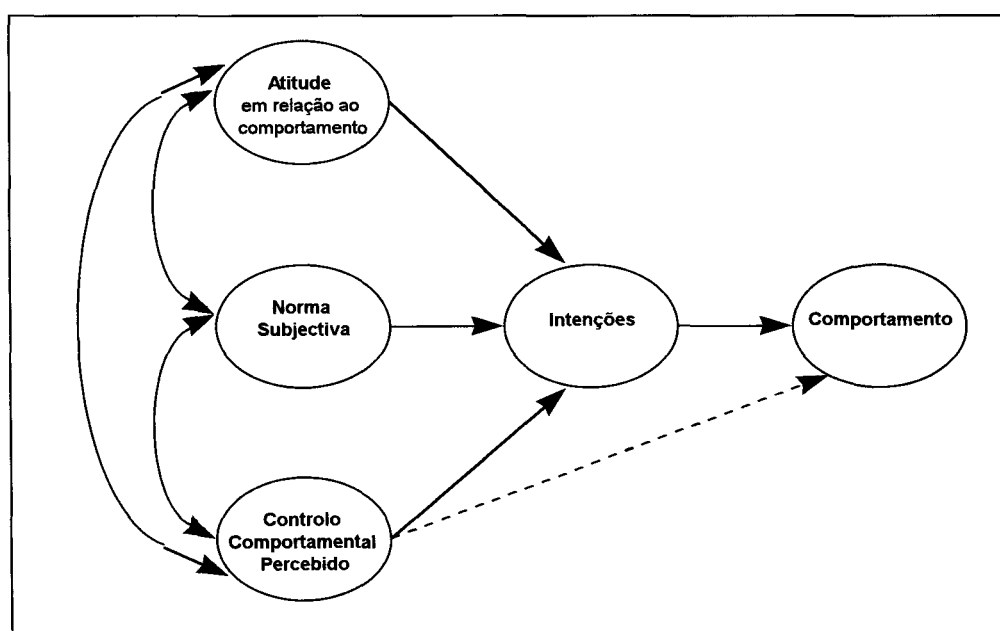 Atitude
em relação ao
comportamento
Norma
Subjectiva
Intenções
Comportamento
Controlo
Comportamental
Percebido